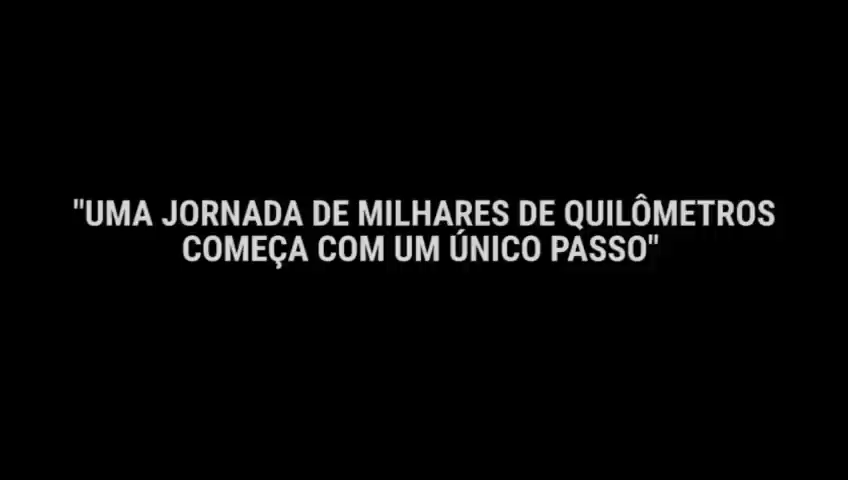 "UMA JORNADA DE MILHARES DE QUILÔMETROS
COMEÇA COM UM ÚNICO PASSO"